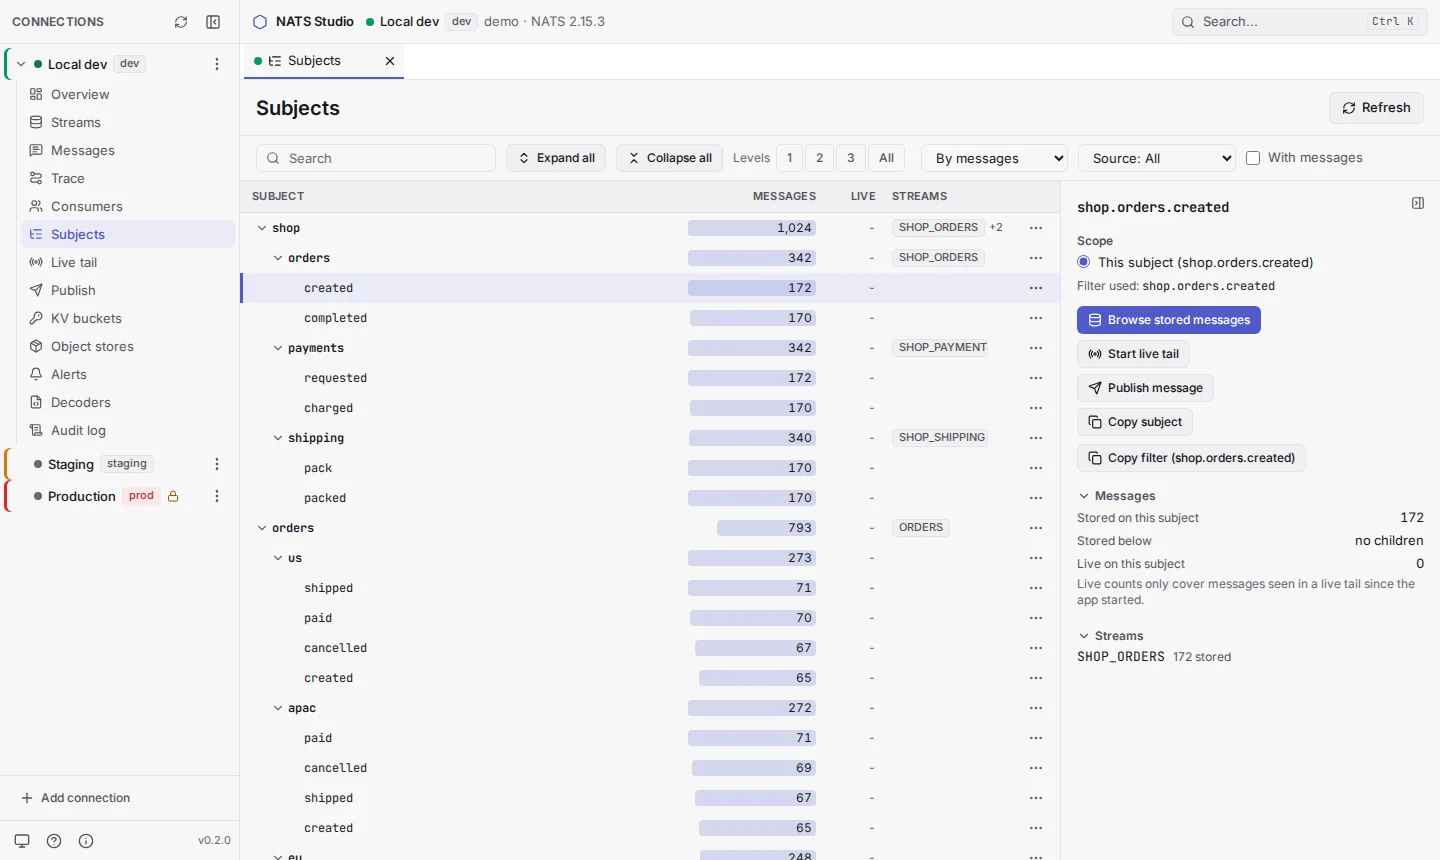 CONNECTIONS
NATS Studio Local dev dev demo · NATS 2.15.3
Search... Ctrl K
Local dev dev
Overview
Streams
Messages
Trace
Consumers
Subjects
Live tail
Publish
KV buckets
Object stores
Alerts
Decoders
Audit log
Staging staging
Production prod
Add connection
v0.2.0
Subjects
Subjects
Refresh
Search Expand all Collapse all Levels 1 2 3 All By messages Source: All With messages
SUBJECT MESSAGES LIVE STREAMS
shop 1,024 - SHOP_ORDERS +2
orders 342 - SHOP_ORDERS
created 172 -
completed 170 -
payments 342 - SHOP_PAYMENT
requested 172 -
charged 170 -
shipping 340 - SHOP_SHIPPING
pack 170 -
packed 170 -
orders 793 - ORDERS
us 273 -
shipped 71 -
paid 70 -
cancelled 67 -
created 65 -
apac 272 -
paid 71 -
cancelled 69 -
shipped 67 -
created 65 -
eu 248 -
shop.orders.created
Scope
This subject (shop.orders.created)
Filter used: shop.orders.created
Browse stored messages
Start live tail
Publish message
Copy subject
Copy filter (shop.orders.created)
Messages
Stored on this subject 172
Stored below no children
Live on this subject 0
Live counts only cover messages seen in a live tail since the
app started.
Streams
SHOP_ORDERS 172 stored